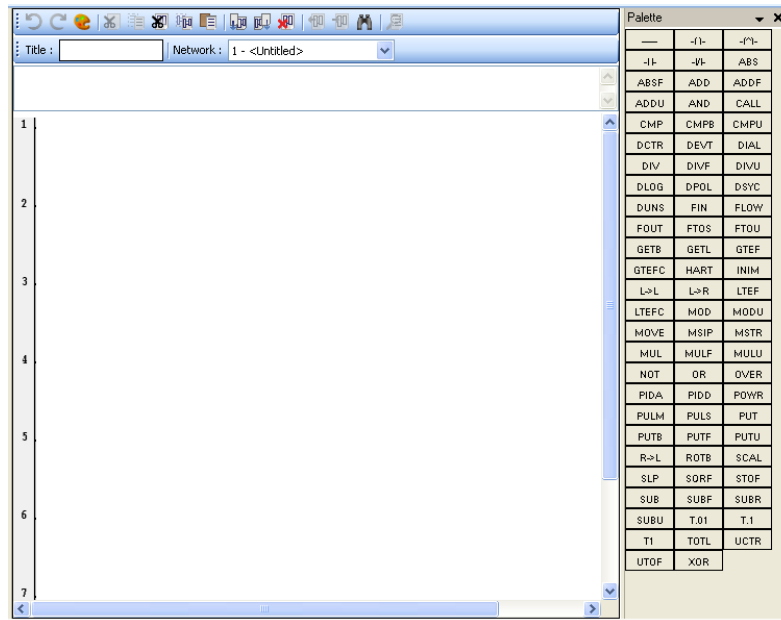 Palette
Title :
Network : 1 - <Untitled>
1
2
3
4
5
6
7
— -( )- -(^)-
-| |- -|/|- ABS
ABSF ADD ADDF
ADDU AND CALL
CMP CMPB CMPU
DCTR DEVT DIAL
DIV DIVF DIVU
DLOG DPOL DSYC
DUNS FIN FLOW
FOUT FTOS FTOU
GETB GETL GTEF
GTEFC HART INIM
L->L L->R LTEF
LTEFC MOD MODU
MOVE MSIP MSTR
MUL MULF MULU
NOT OR OVER
PIDA PIDD POWR
PULM PULS PUT
PUTB PUTF PUTU
R->L ROTB SCAL
SLP SQRF STOF
SUB SUBF SUBR
SUBU T.01 T.1
T1 TOTL UCTR
UTOF XOR